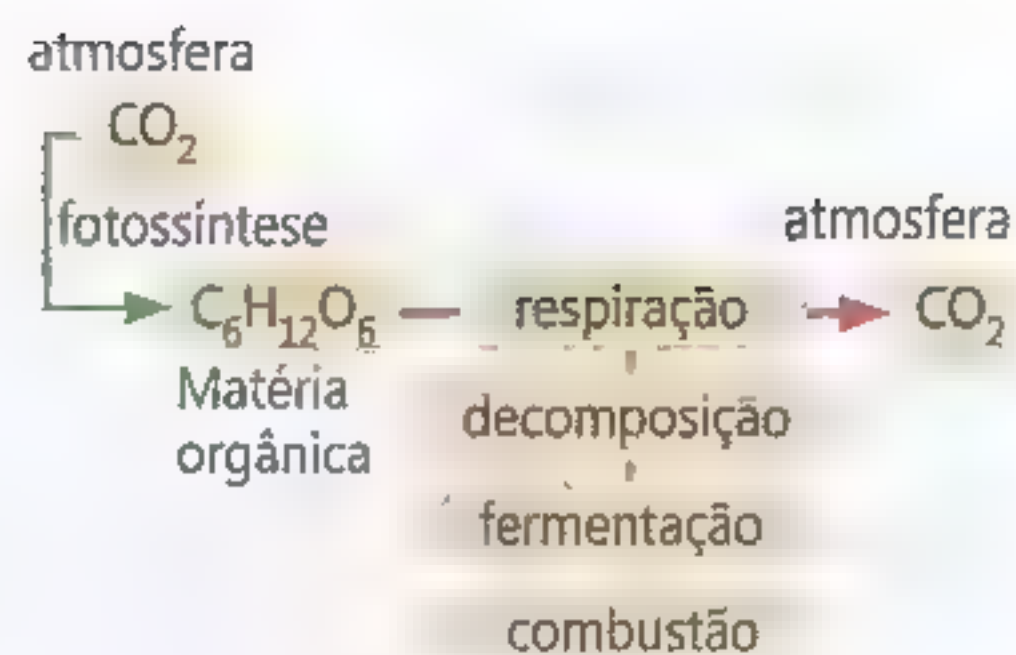 atmosfera
CO₂
fotossíntese
atmosfera
C₆H₁₂O₆ respiração CO₂
Matéria
orgânica
decomposição
fermentação
combustão